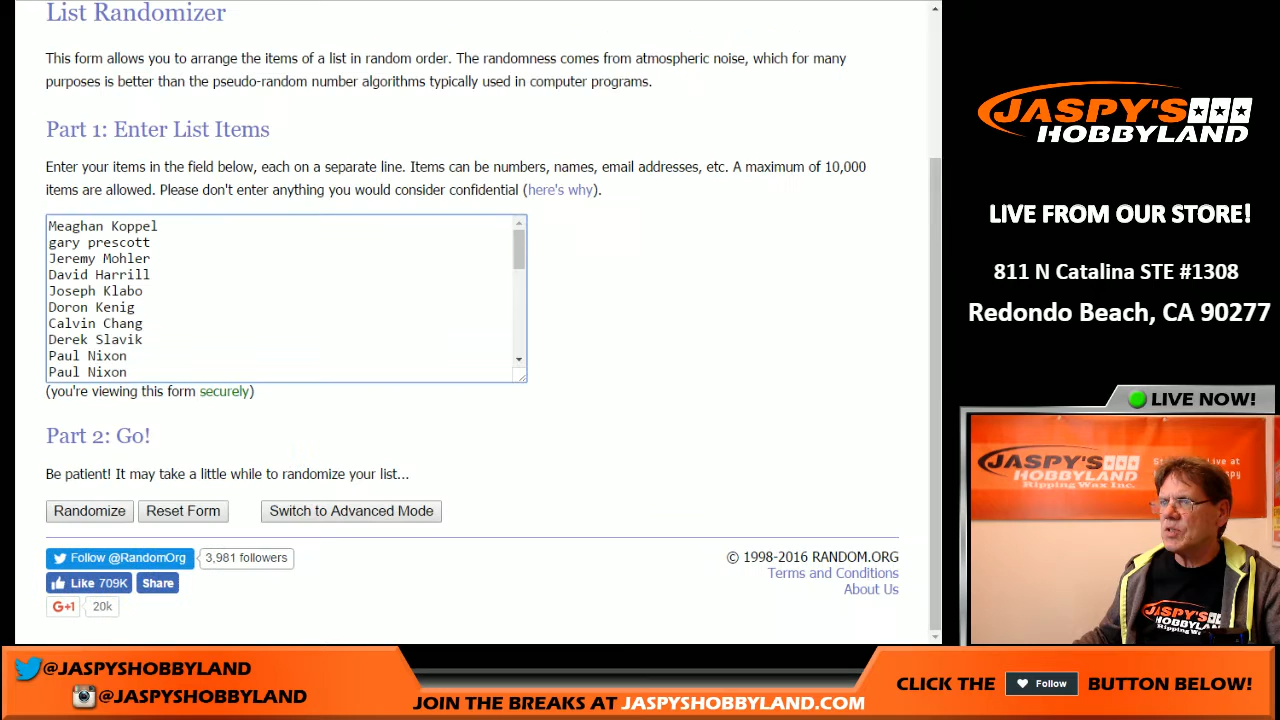 List Randomizer
This form allows you to arrange the items of a list in random order. The randomness comes from atmospheric noise, which for many
purposes is better than the pseudo-random number algorithms typically used in computer programs.
Part 1: Enter List Items
Enter your items in the field below, each on a separate line. Items can be numbers, names, email addresses, etc. A maximum of 10,000
items are allowed. Please don't enter anything you would consider confidential (here's why).
Meaghan Koppel
gary prescott
Jeremy Mohler
David Harrill
Joseph Klabo
Doron Kenig
Calvin Chang
Derek Slavik
Paul Nixon
Paul Nixon
(you're viewing this form securely)
Part 2: Go!
Be patient! It may take a little while to randomize your list...
Randomize Reset Form Switch to Advanced Mode
Follow @RandomOrg 3,981 followers
Like 709K Share
G+1 20k
© 1998-2016 RANDOM.ORG
Terms and Conditions
About Us
JASPY'S
HOBBYLAND
LIVE FROM OUR STORE!
811 N Catalina STE #1308
Redondo Beach, CA 90277
LIVE NOW!
JASPY'S
HOBBYLAND
Ripping Wax Inc.
JASPY'S
HOBBYLAND
@JASPYSHOBBYLAND
@JASPYSHOBBYLAND
JOIN THE BREAKS AT JASPYSHOBBYLAND.COM
CLICK THE Follow BUTTON BELOW!